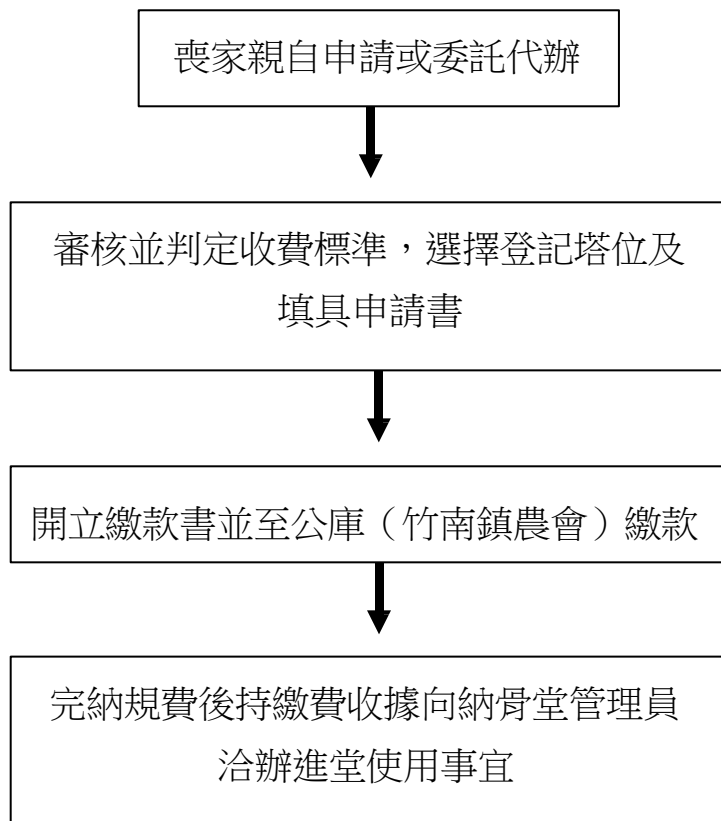 喪家親自申請或委託代辦
審核並判定收費標準，選擇登記塔位及
填具申請書
開立繳款書並至公庫（竹南鎮農會）繳款
完納規費後持繳費收據向納骨堂管理員
洽辦進堂使用事宜